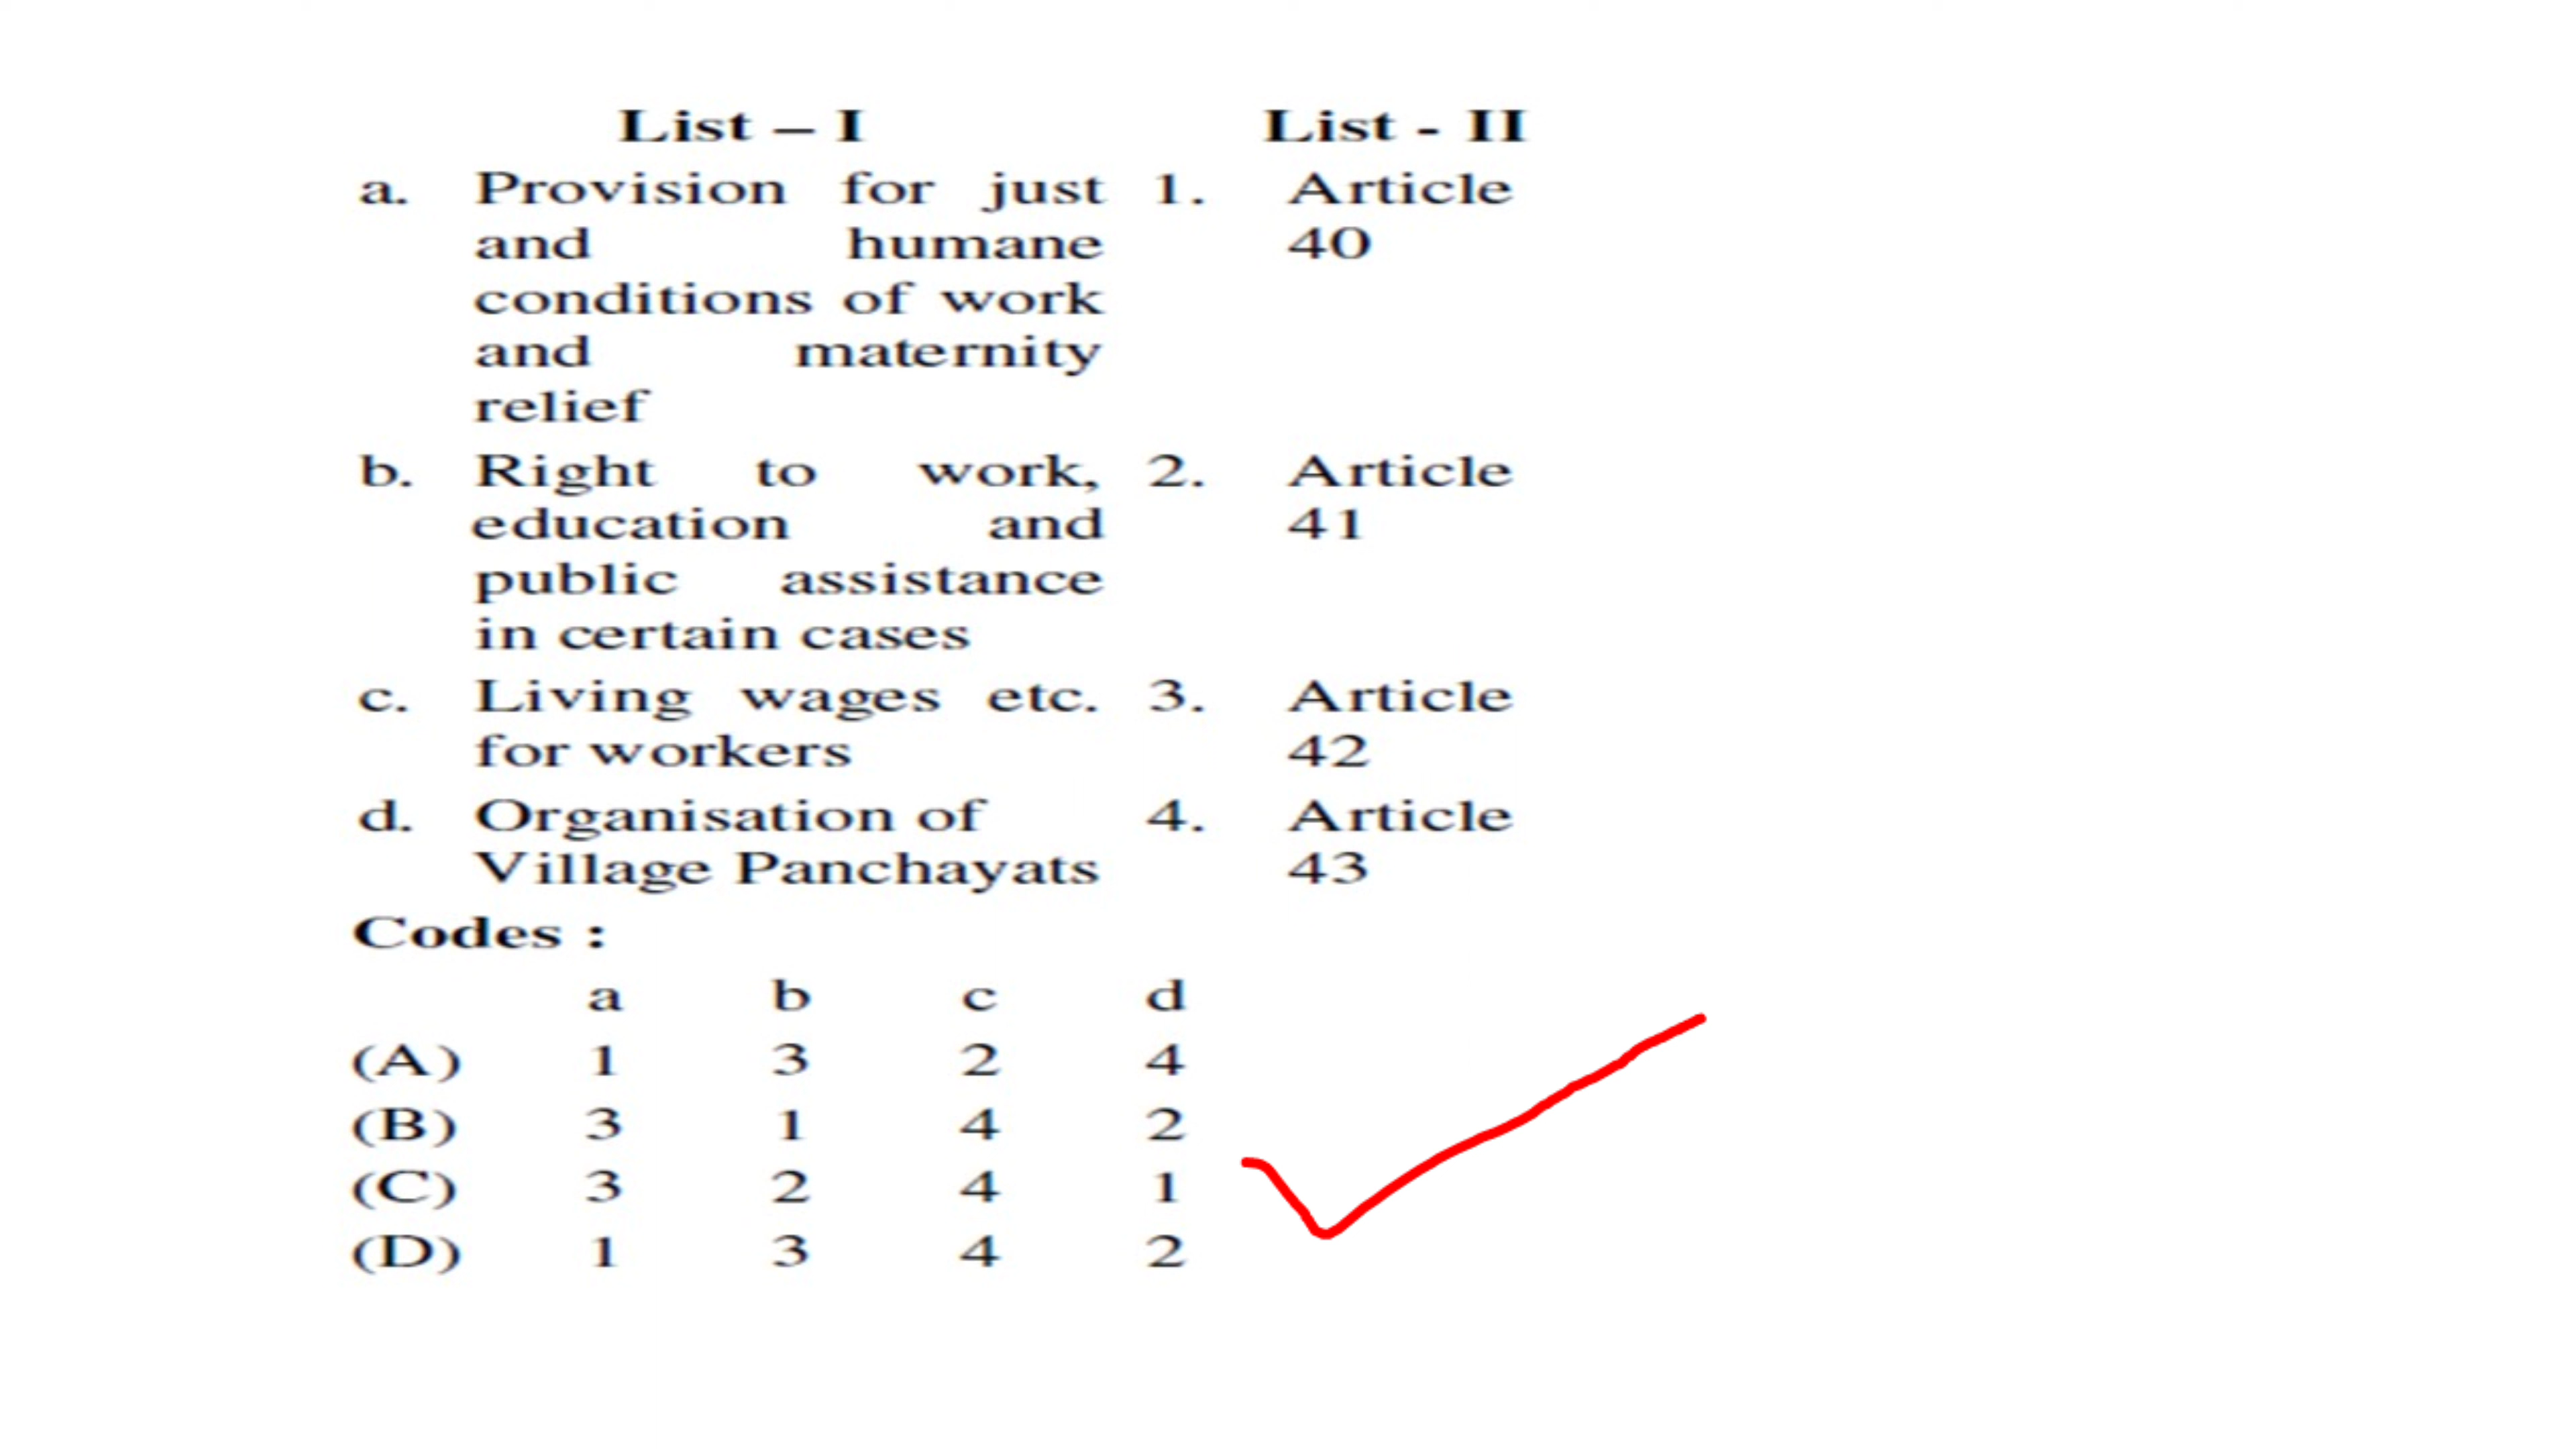 List – I List - II
a. Provision for just 1. Article
and humane 40
conditions of work
and maternity
relief
b. Right to work, 2. Article
education and 41
public assistance
in certain cases
c. Living wages etc. 3. Article
for workers 42
d. Organisation of 4. Article
Village Panchayats 43
Codes :
a b c d
(A) 1 3 2 4
(B) 3 1 4 2
(C) 3 2 4 1
(D) 1 3 4 2